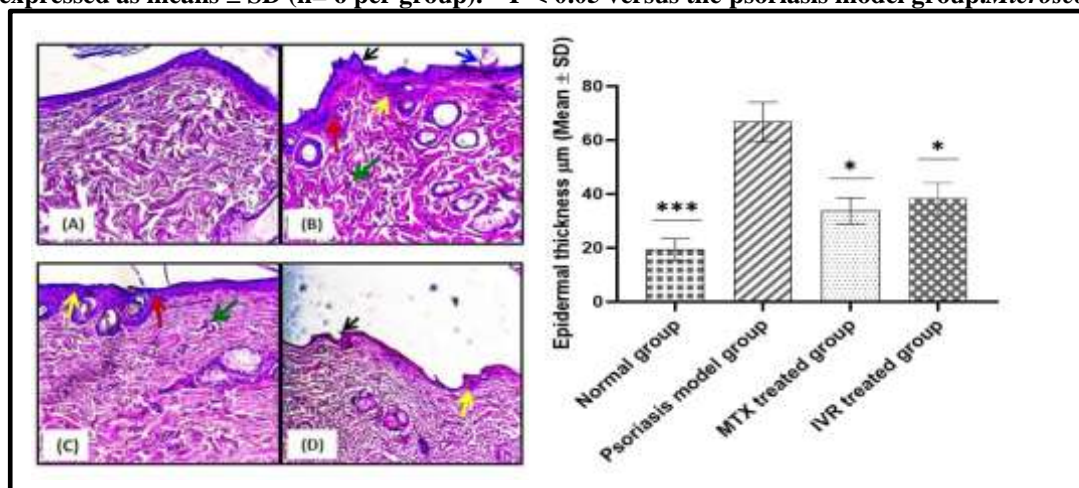 expressed as means ± SD (n= 6 per group).
< 0.05 versus the psoriasis model group.
(A)
(B)
(C)
(D)
Epidermal thickness µm (Mean ± SD)
80
60
40
20
0
***
*
*
Normal group
Psoriasis model group
MTX treated group
IVR treated group